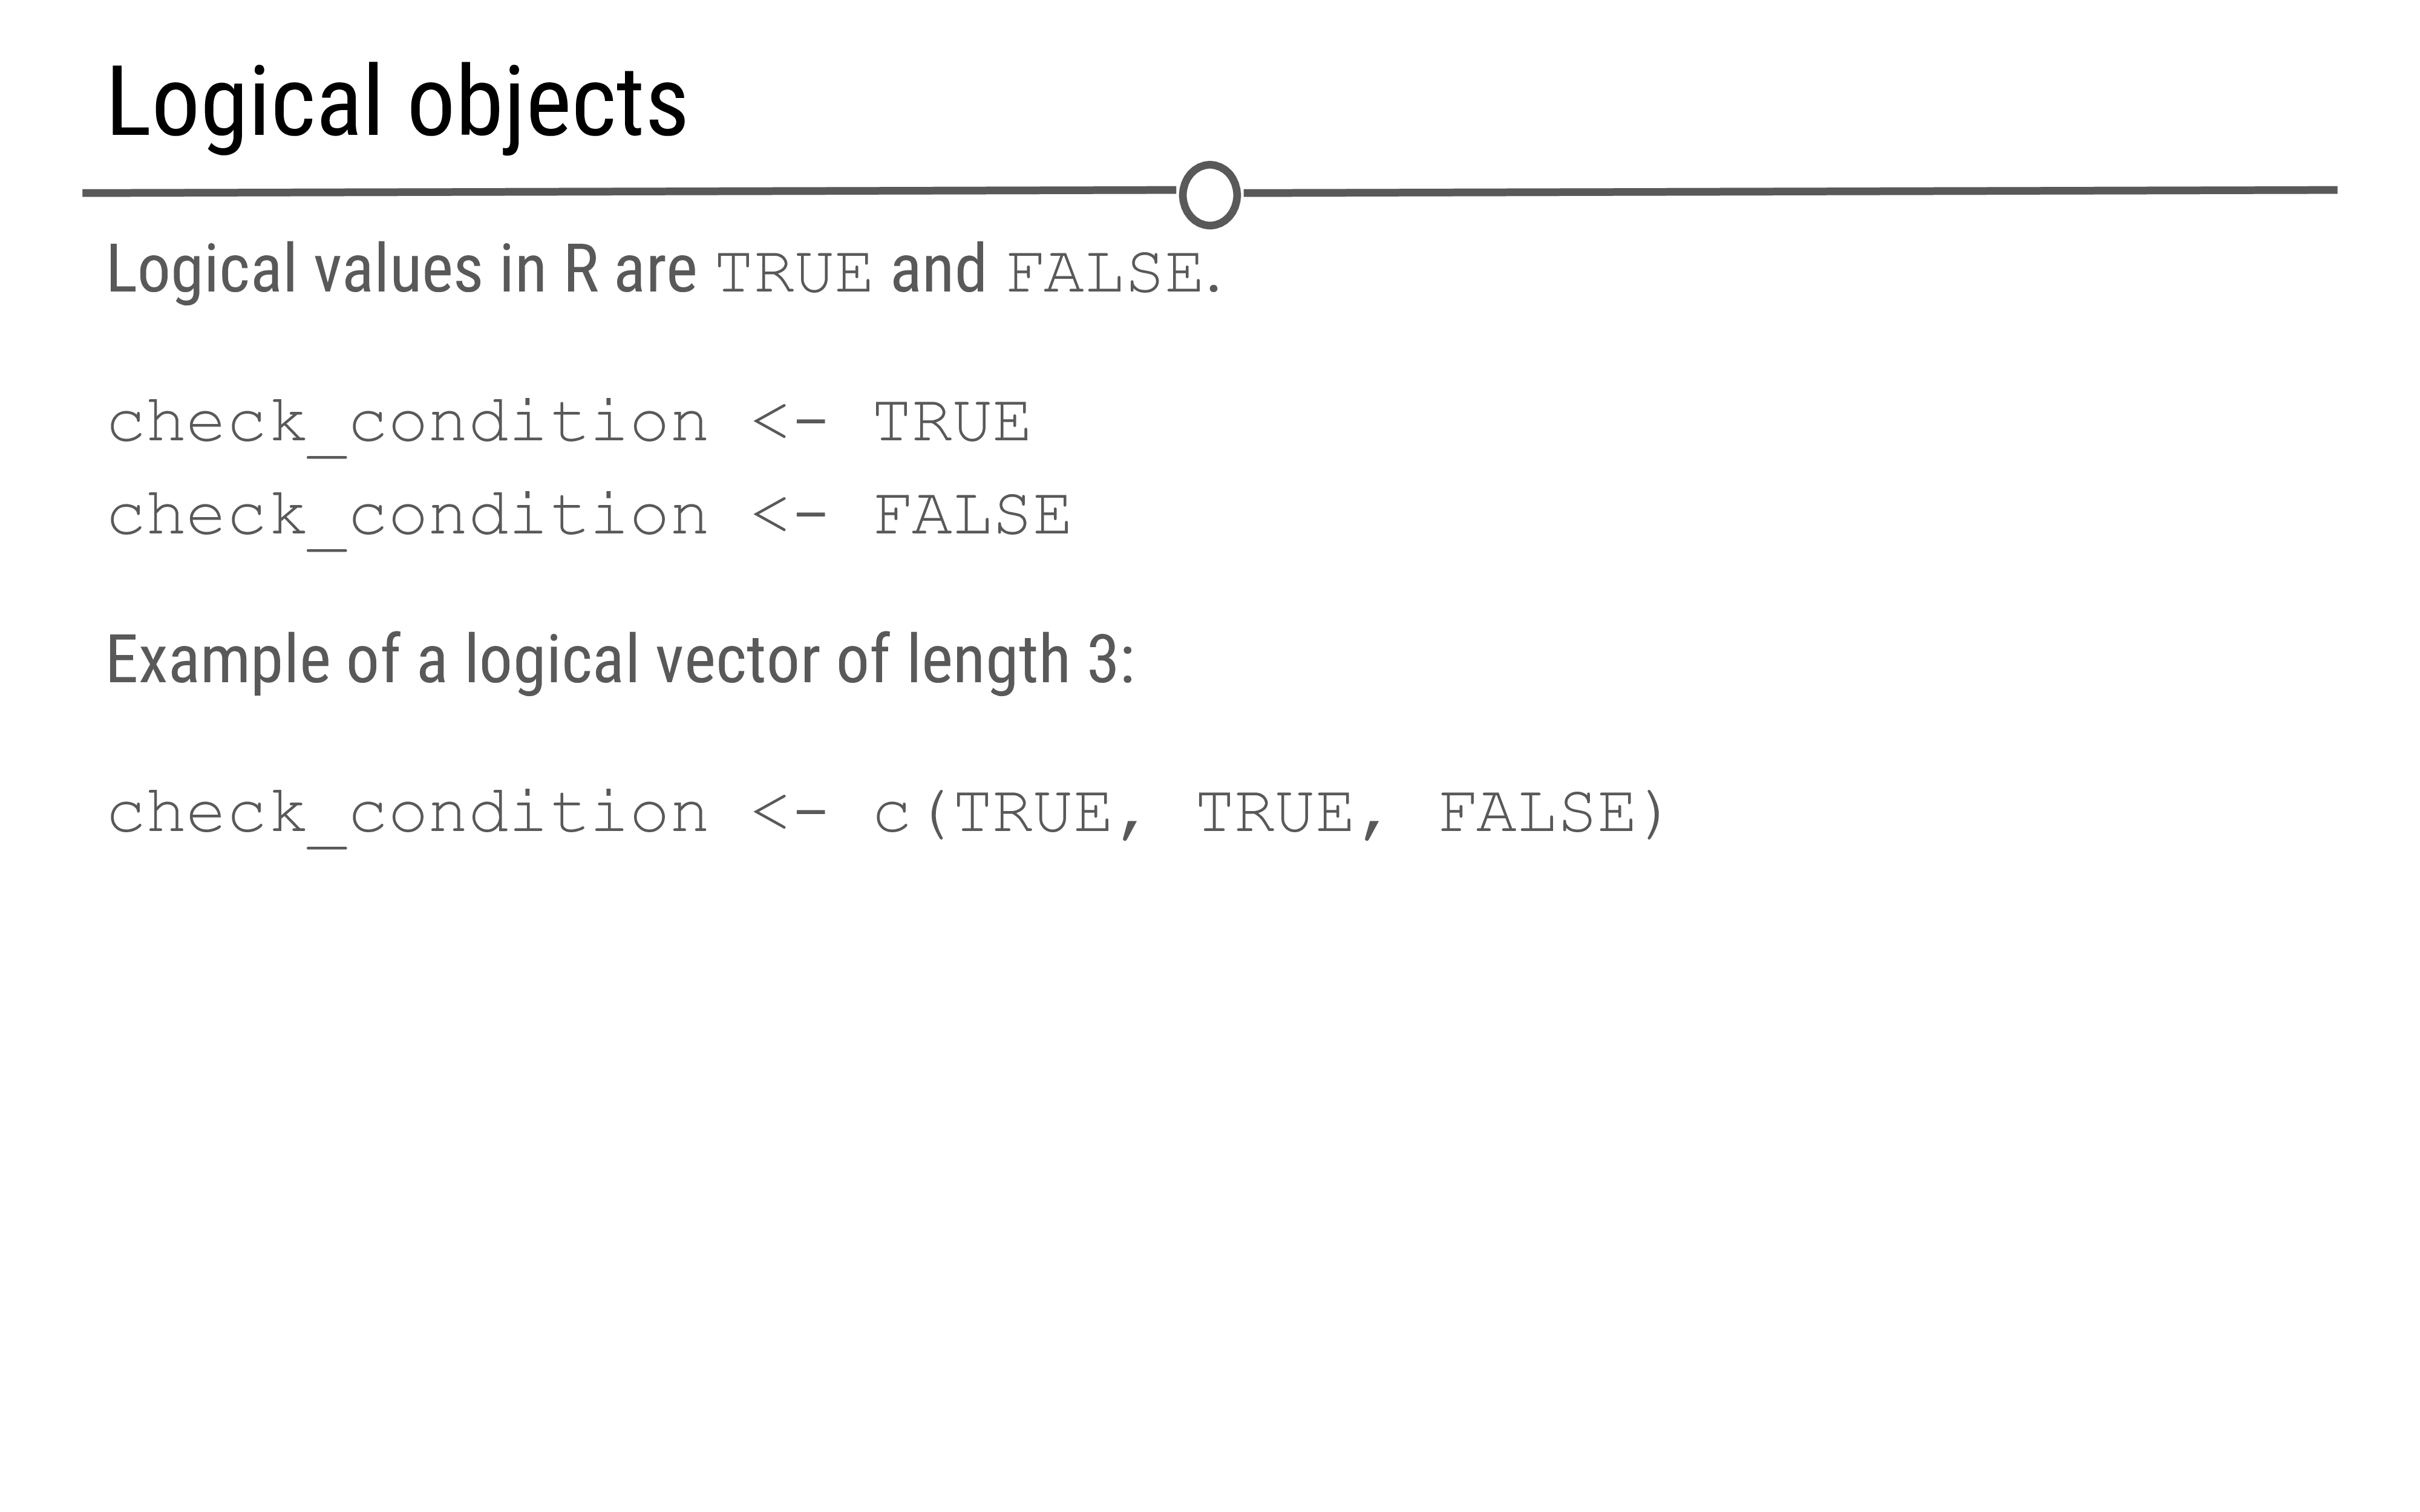 Logical objects
Logical values in R are TRUE and FALSE.
check_condition <- TRUE
check_condition <- FALSE
Example of a logical vector of length 3:
check_condition <- c(TRUE, TRUE, FALSE)